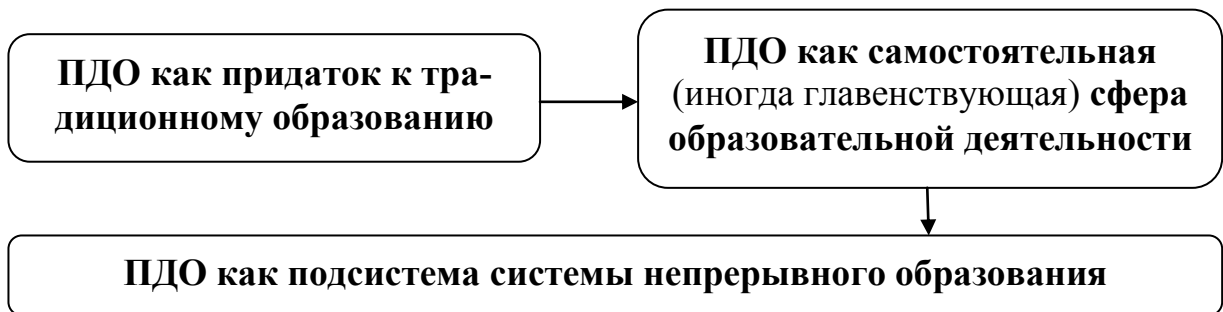 ПДО как придаток к тра-
диционному образованию
ПДО как самостоятельная
(иногда главенствующая) сфера
образовательной деятельности
ПДО как подсистема системы непрерывного образования